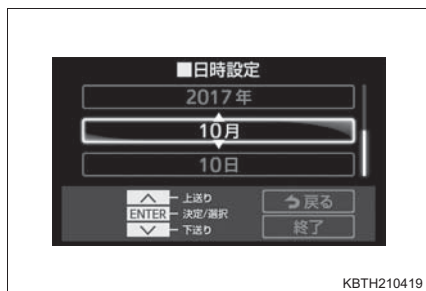 ■日時設定
2017年
10月
10日
上送り
ENTER 決定/選択
下送り
戻る
終了
KBTH210419